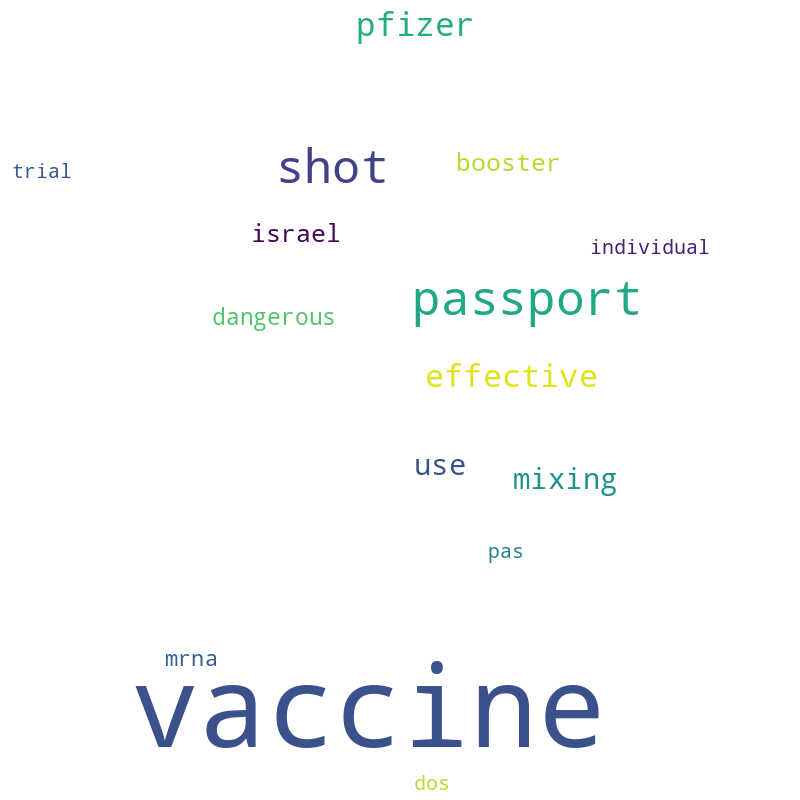 pfizer
shot
booster
trial
israel
individual
passport
dangerous
effective
use
mixing
pas
mrna
vaccine
dos